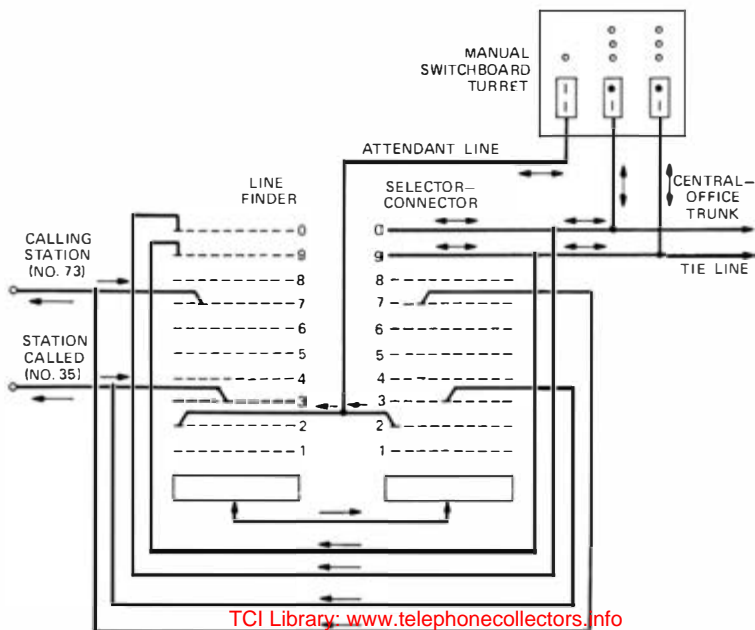 MANUAL
SWITCHBOARD
TURRET
ATTENDANT LINE
LINE
FINDER
SELECTOR—
CONNECTOR
CENTRAL—
OFFICE
TRUNK
TIE LINE
CALLING
STATION
(NO. 73)
STATION
CALLED
(NO. 35)
0
9
8
7
6
5
4
3
2
1
0
9
8
7
6
5
4
3
2
1
TCI Library: www.telephonecollectors.info